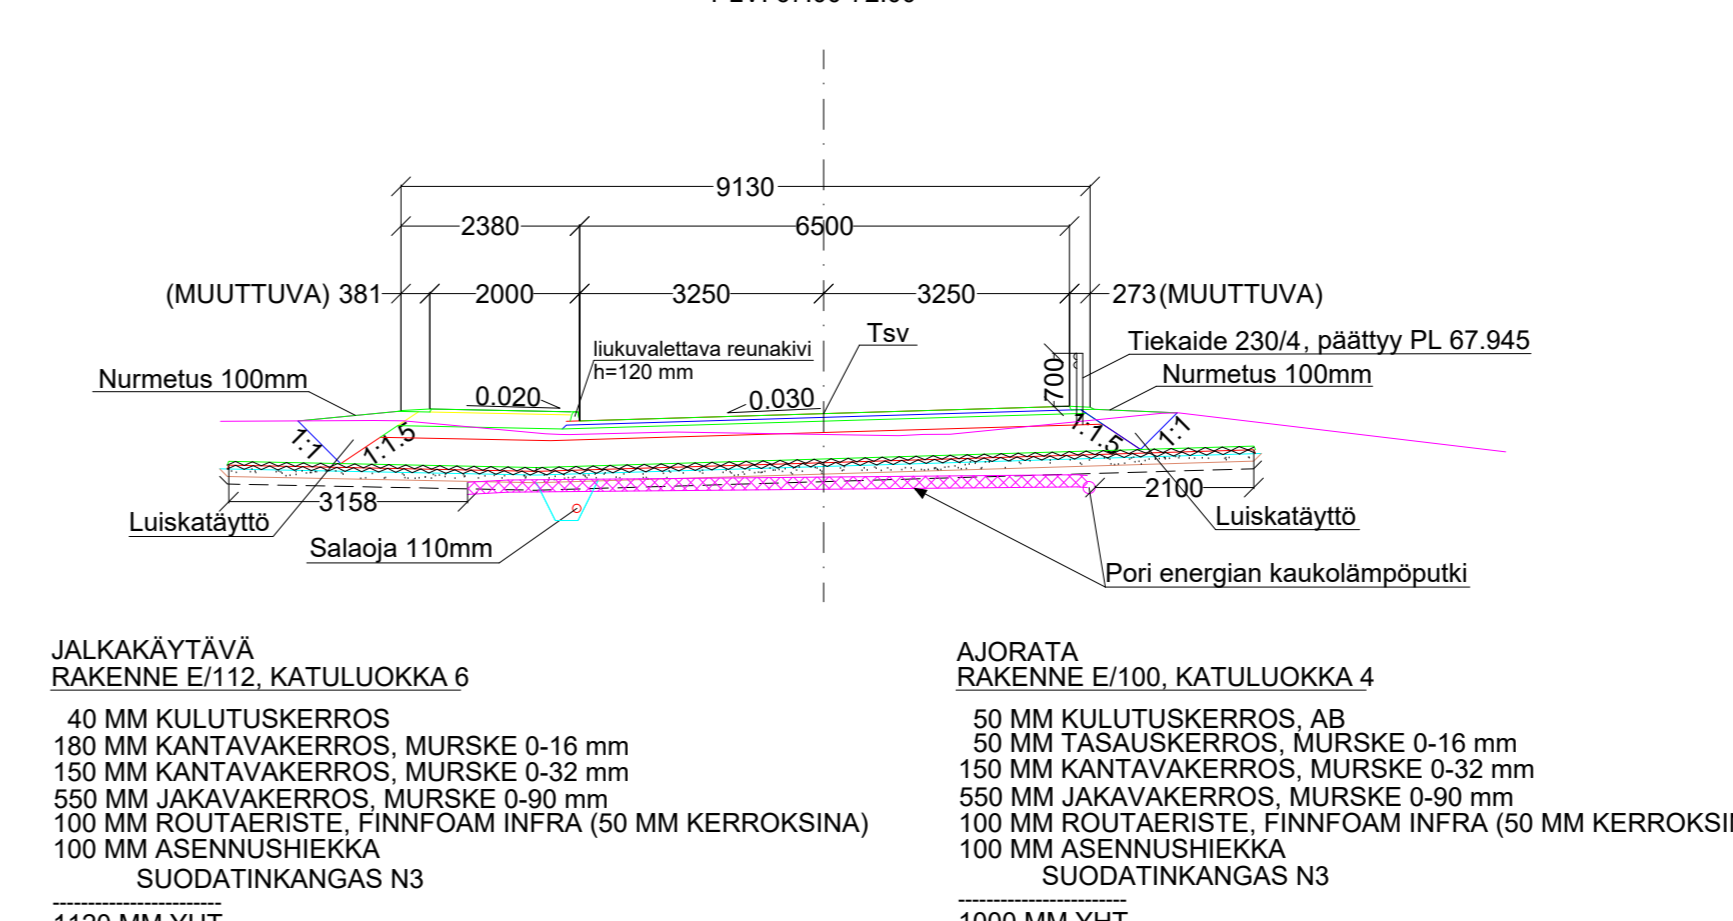 9130
2380 6500
(MUUTTUVA) 381 2000 3250 3250 273 (MUUTTUVA)
Tsv
Tiekaide 230/4, päättyy PL 67.945
liukuvalettava reunakivi
h=120 mm
700
Nurmetus 100mm
Nurmetus 100mm
0.020
0.030
1:1
1:1.5
1:1.5
1:1
3158
2100
Luiskatäyttö
Luiskatäyttö
Salaoja 110mm
Pori energian kaukolämpöputki
JALKAKÄYTÄVÄ
RAKENNE E/112, KATULUOKKA 6
40 MM KULUTUSKERROS
180 MM KANTAVAKERROS, MURSKE 0-16 mm
150 MM KANTAVAKERROS, MURSKE 0-32 mm
550 MM JAKAVAKERROS, MURSKE 0-90 mm
100 MM ROUTAERISTE, FINNFOAM INFRA (50 MM KERROKSINA)
100 MM ASENNUSHIEKKA
SUODATINKANGAS N3
------------------------
1120 MM YHT
AJORATA
RAKENNE E/100, KATULUOKKA 4
50 MM KULUTUSKERROS, AB
50 MM TASAUSKERROS, MURSKE 0-16 mm
150 MM KANTAVAKERROS, MURSKE 0-32 mm
550 MM JAKAVAKERROS, MURSKE 0-90 mm
100 MM ROUTAERISTE, FINNFOAM INFRA (50 MM
100 MM ASENNUSHIEKKA
SUODATINKANGAS N3
------------------------
1000 MM YHT